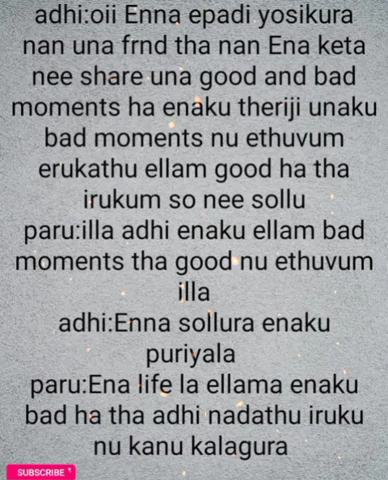 adhi:oii Enna epadi yosikura
nan una frnd tha nan Ena keta
nee share una good and bad
moments ha enaku theriji unaku
bad moments nu ethuvum
erukathu ellam good ha tha
irukum so nee sollu
paru:illa adhi enaku ellam bad
moments tha good nu ethuvum
illa
adhi:Enna sollura enaku
puriyala
paru:Ena life la ellama enaku
bad ha tha adhi nadathu iruku
nu kanu kalagura
SUBSCRIBE